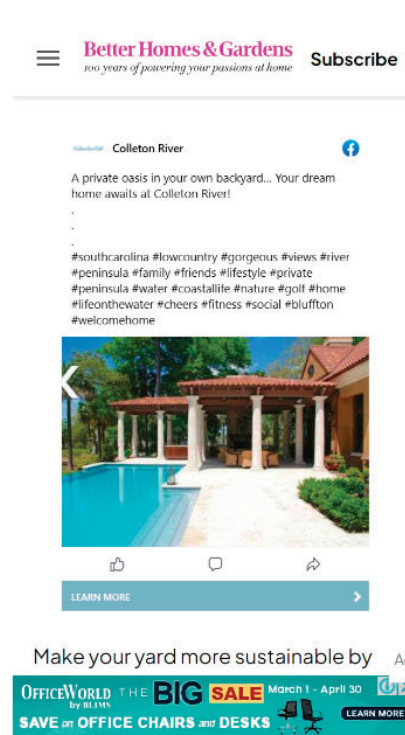 Better Homes & Gardens
100 years of powering your passions at home
Subscribe
Colleton River
A private oasis in your own backyard... Your dream
home awaits at Colleton River!
.
.
.
#southcarolina #lowcountry #gorgeous #views #river
#peninsula #family #friends #lifestyle #private
#peninsula #water #coastallife #nature #golf #home
#lifeonthewater #cheers #fitness #social #bluffton
#welcomehome
LEARN MORE
Make your yard more sustainable by
OFFICEWORLD THE BIG SALE March 1 - April 30
by BLIMS
SAVE on OFFICE CHAIRS and DESKS
LEARN MORE